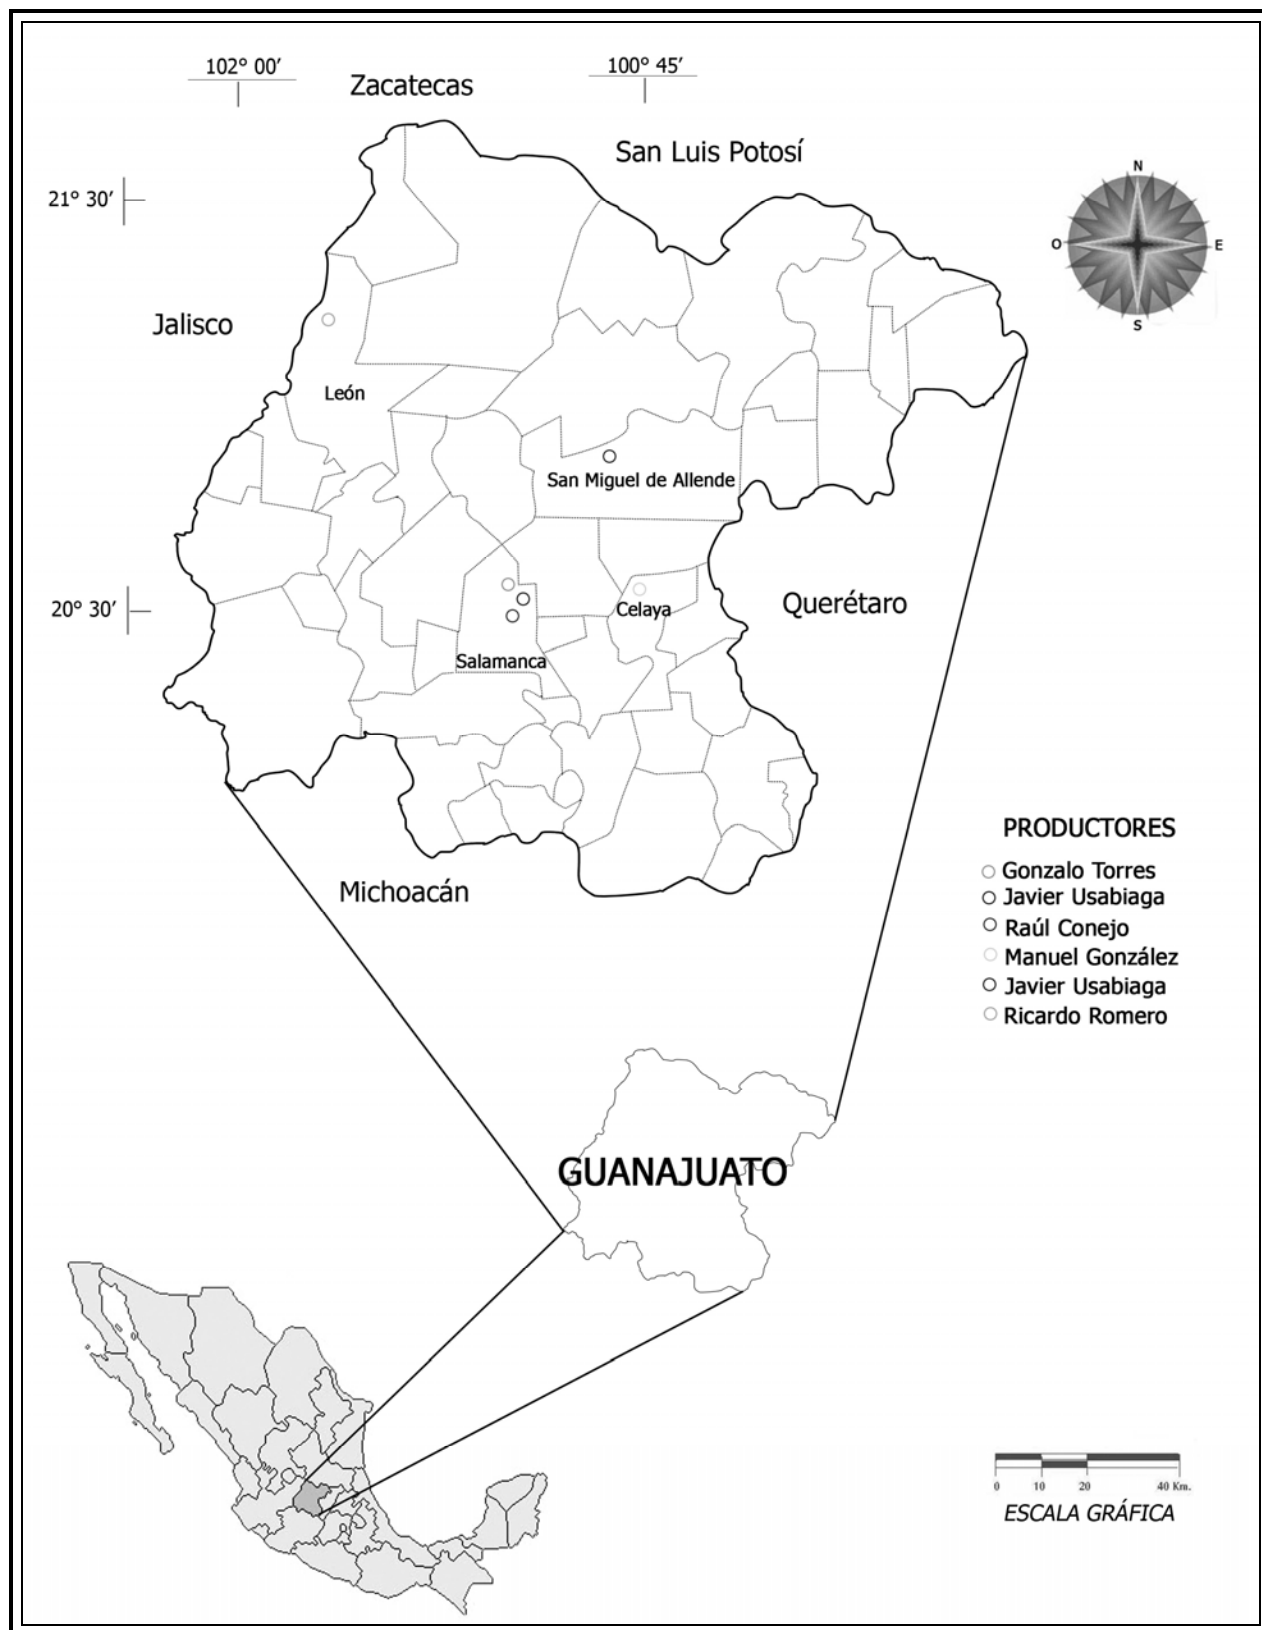 102° 00’
100° 45’
Zacatecas
San Luis Potosí
N
21° 30’
O
E
S
Jalisco
León
San Miguel de Allende
20° 30’
Celaya
Querétaro
Salamanca
PRODUCTORES
Gonzalo Torres
Javier Usabiaga
Raúl Conejo
Manuel González
Javier Usabiaga
Ricardo Romero
Michoacán
GUANAJUATO
0 10 20 40 Km.
ESCALA GRÁFICA